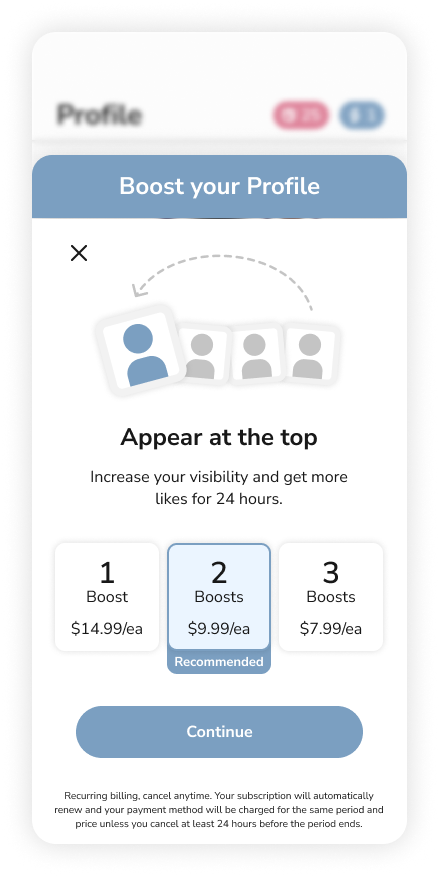 Profile
Boost your Profile
Appear at the top
Increase your visibility and get more
likes for 24 hours.
1
Boost
$14.99/ea
2
Boosts
$9.99/ea
Recommended
3
Boosts
$7.99/ea
Continue
Recurring billing, cancel anytime. Your subscription will automatically
renew and your payment method will be charged for the same period and
price unless you cancel at least 24 hours before the period ends.